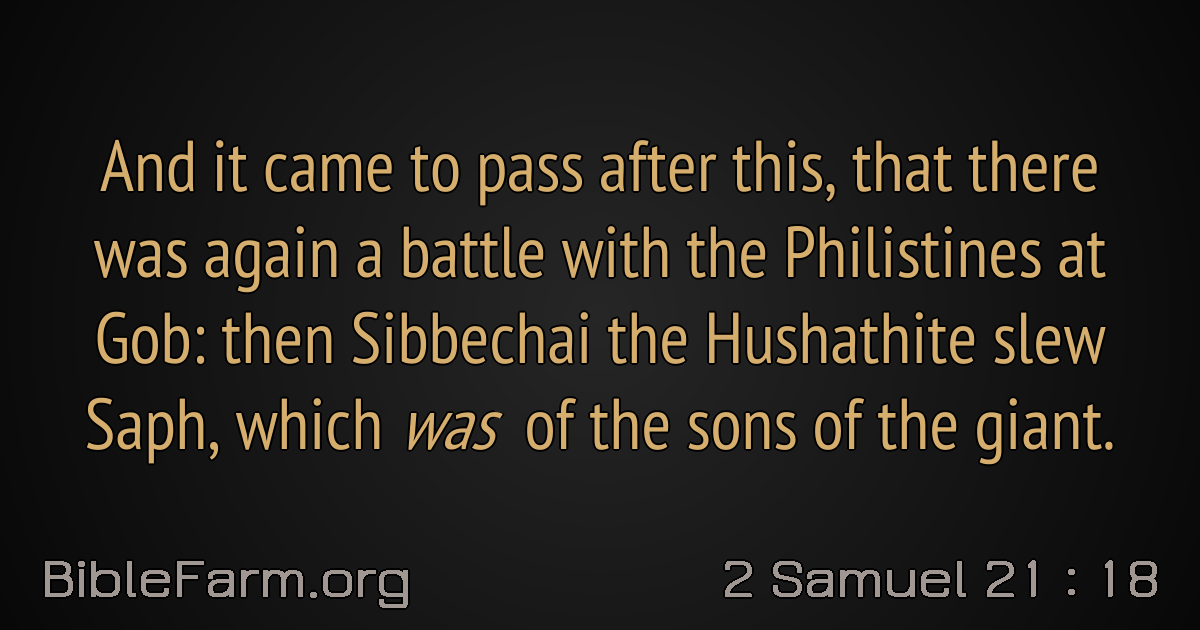 And it came to pass after this, that there
was again a battle with the Philistines at
Gob: then Sibbechai the Hushathite slew
Saph, which was of the sons of the giant.
BibleFarm.org
2 Samuel 21 : 18